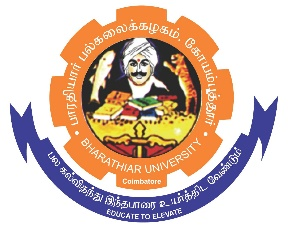 பாரதியார் பல்கலைக்கழகம், கோயம்புத்தூர்
BHARATHIAR UNIVERSITY
Coimbatore
பல கல்விதந்து இந்தபாரை உயர்த்திட வேண்டும்
EDUCATE TO ELEVATE